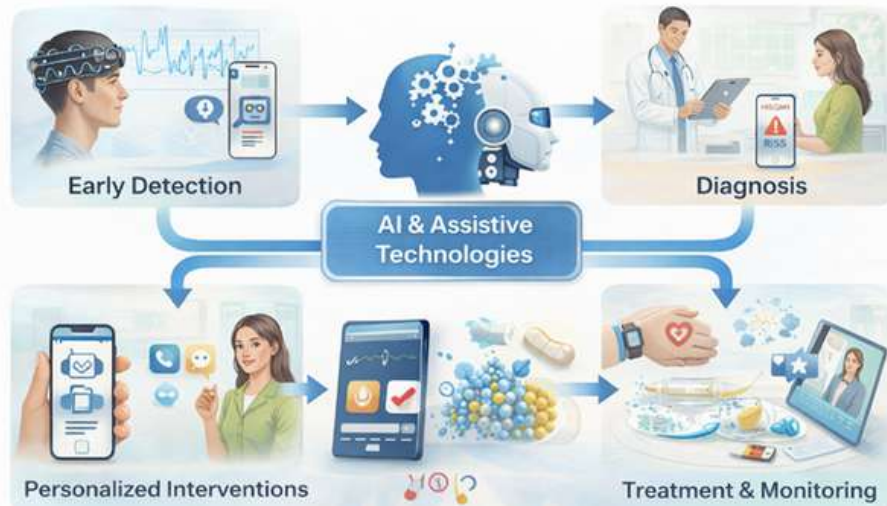 Early Detection
Diagnosis
AI & Assistive
Technologies
Personalized Interventions
Treatment & Monitoring